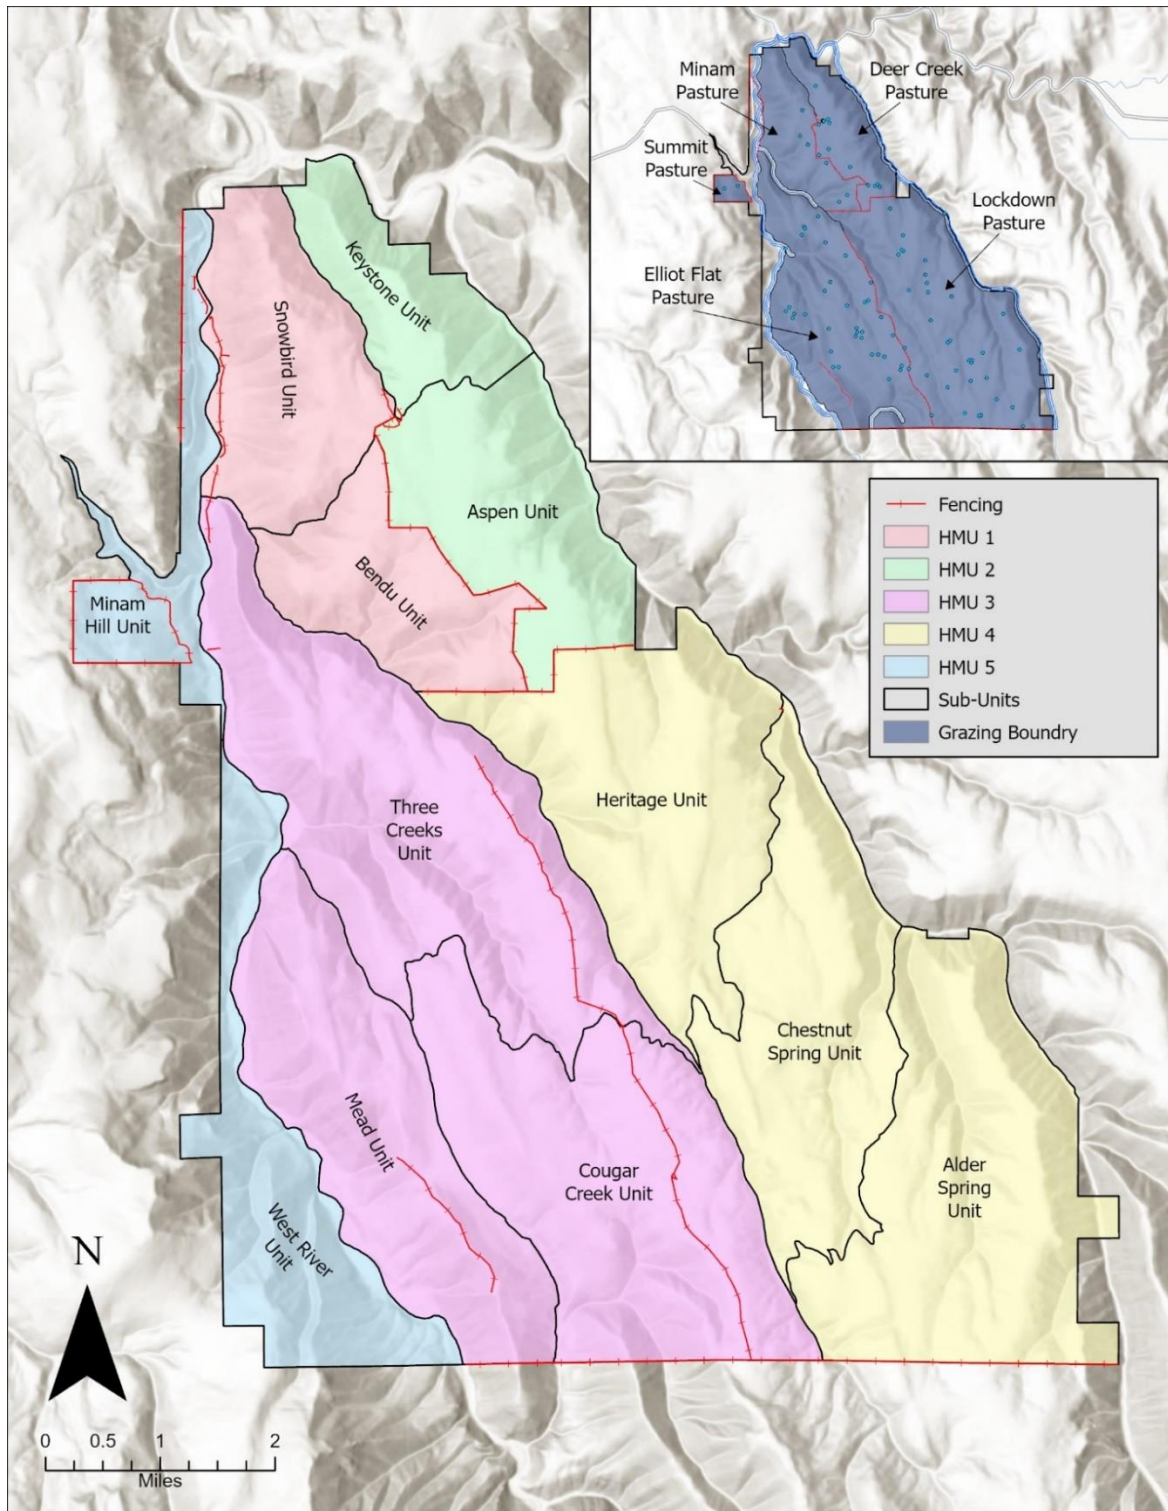 Minam
Pasture
Deer Creek
Pasture
Summit
Pasture
Lockdown
Pasture
Elliot Flat
Pasture
Keystone Unit
Snowbird Unit
Aspen Unit
Bendu Unit
Minam
Hill Unit
Fencing
HMU 1
HMU 2
HMU 3
HMU 4
HMU 5
Sub-Units
Grazing Boundry
Heritage Unit
Three
Creeks
Unit
Chestnut
Spring Unit
Mead Unit
Cougar
Creek Unit
Alder
Spring
Unit
West River
Unit
N
0 0.5 1 2
Miles